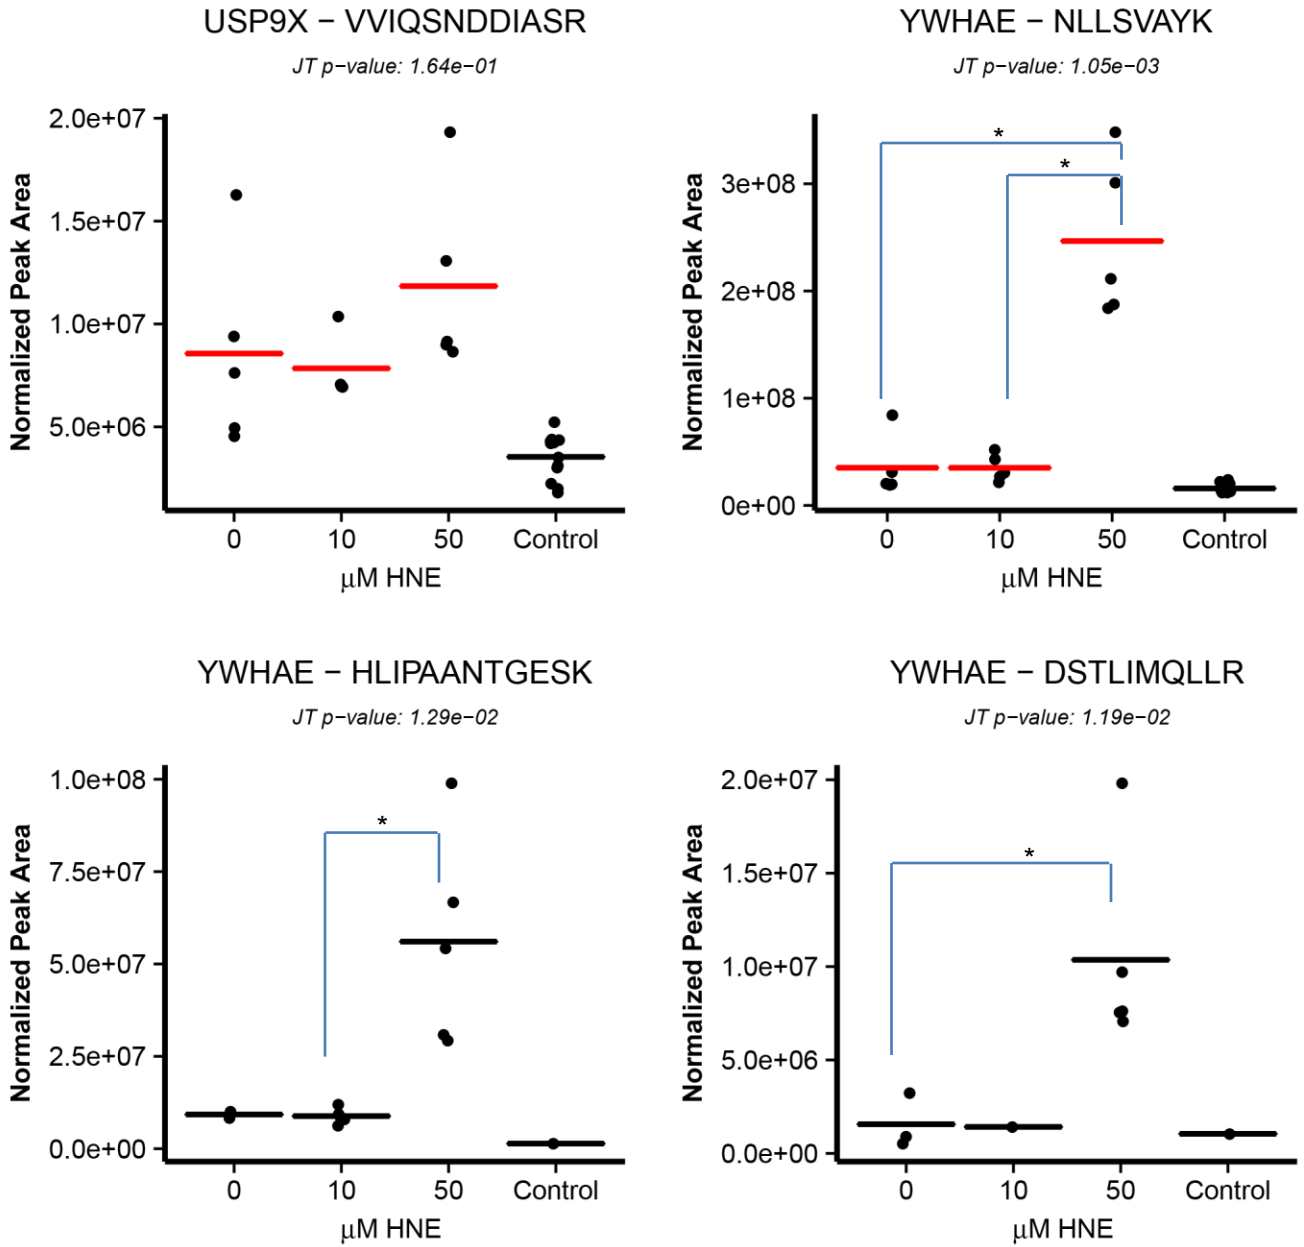 USP9X − VVIQSNDDIASR
JT p−value: 1.64e−01
2.0e+07
1.5e+07
1.0e+07
5.0e+06
Normalized Peak Area
0 10 50 Control
μM HNE
YWHAE − NLLSVAYK
JT p−value: 1.05e−03
*
*
3e+08
2e+08
1e+08
0e+00
Normalized Peak Area
0 10 50 Control
μM HNE
YWHAE − HLIPAANTGESK
JT p−value: 1.29e−02
*
1.0e+08
7.5e+07
5.0e+07
2.5e+07
0.0e+00
Normalized Peak Area
0 10 50 Control
μM HNE
YWHAE − DSTLIMQLLR
JT p−value: 1.19e−02
*
2.0e+07
1.5e+07
1.0e+07
5.0e+06
0.0e+00
Normalized Peak Area
0 10 50 Control
μM HNE